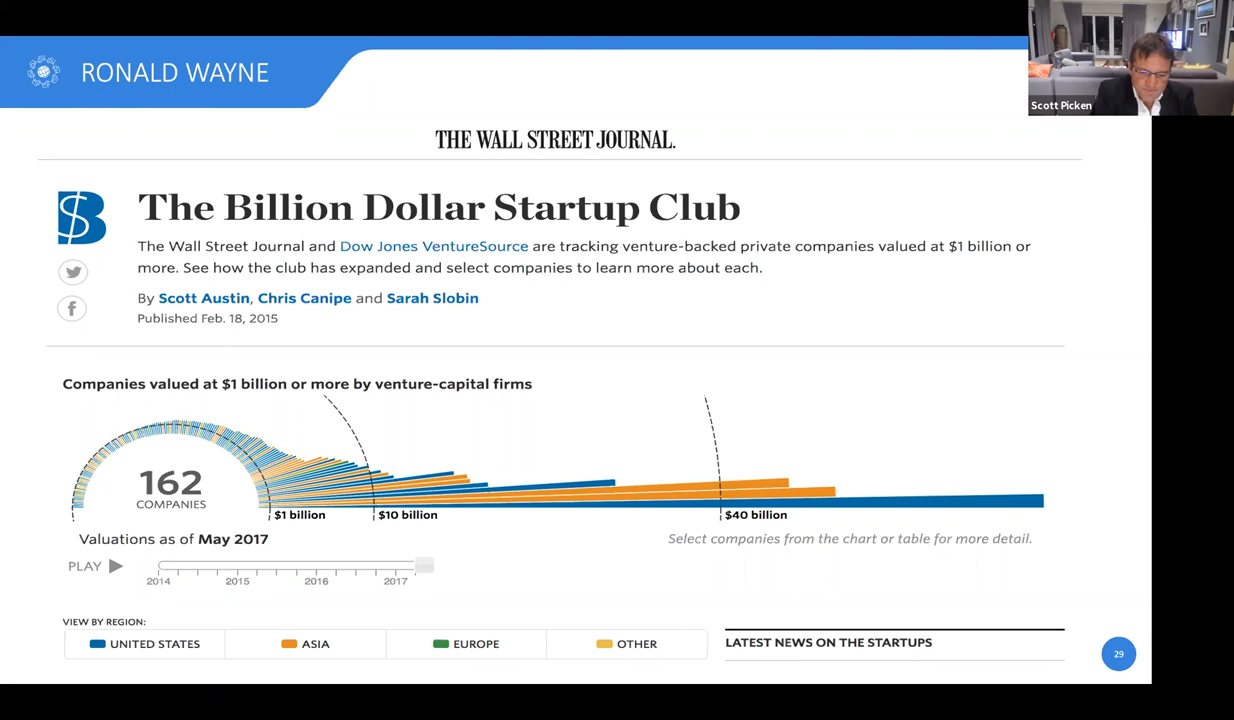 RONALD WAYNE
Scott Picken
THE WALL STREET JOURNAL.
The Billion Dollar Startup Club
The Wall Street Journal and Dow Jones VentureSource are tracking venture-backed private companies valued at $1 billion or
more. See how the club has expanded and select companies to learn more about each.
By Scott Austin, Chris Canipe and Sarah Slobin
Published Feb. 18, 2015
Companies valued at $1 billion or more by venture-capital firms
162
COMPANIES
$1 billion
$10 billion
$40 billion
Valuations as of May 2017
Select companies from the chart or table for more detail.
PLAY
2014 2015 2016 2017
VIEW BY REGION:
UNITED STATES ASIA EUROPE OTHER
LATEST NEWS ON THE STARTUPS
29